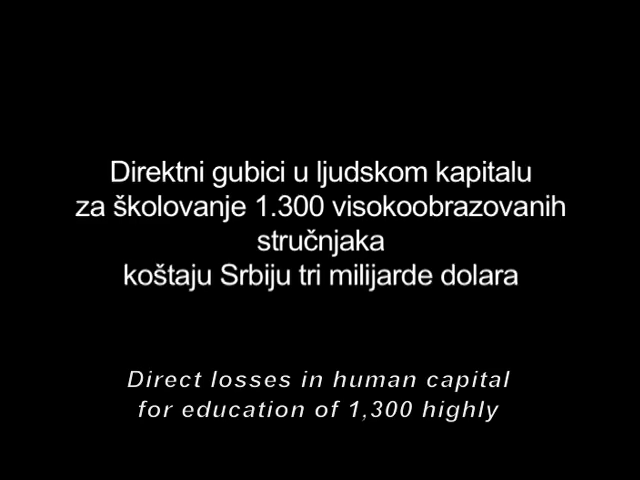 Direktni gubici u ljudskom kapitalu
za školovanje 1.300 visokoobrazovanih
stručnjaka
koštaju Srbiju tri milijarde dolara
Direct losses in human capital
for education of 1,300 highly